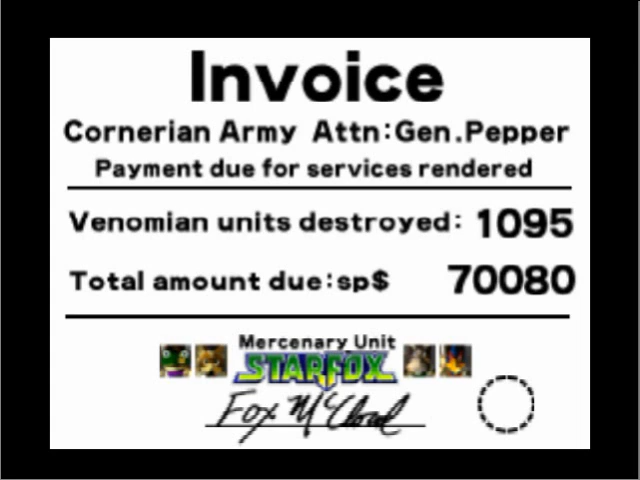 Invoice
Cornerian Army Attn:Gen.Pepper
Payment due for services rendered
Venomian units destroyed: 1095
Total amount due:sp$ 70080
Mercenary Unit
STARFOX
Fox McCloud